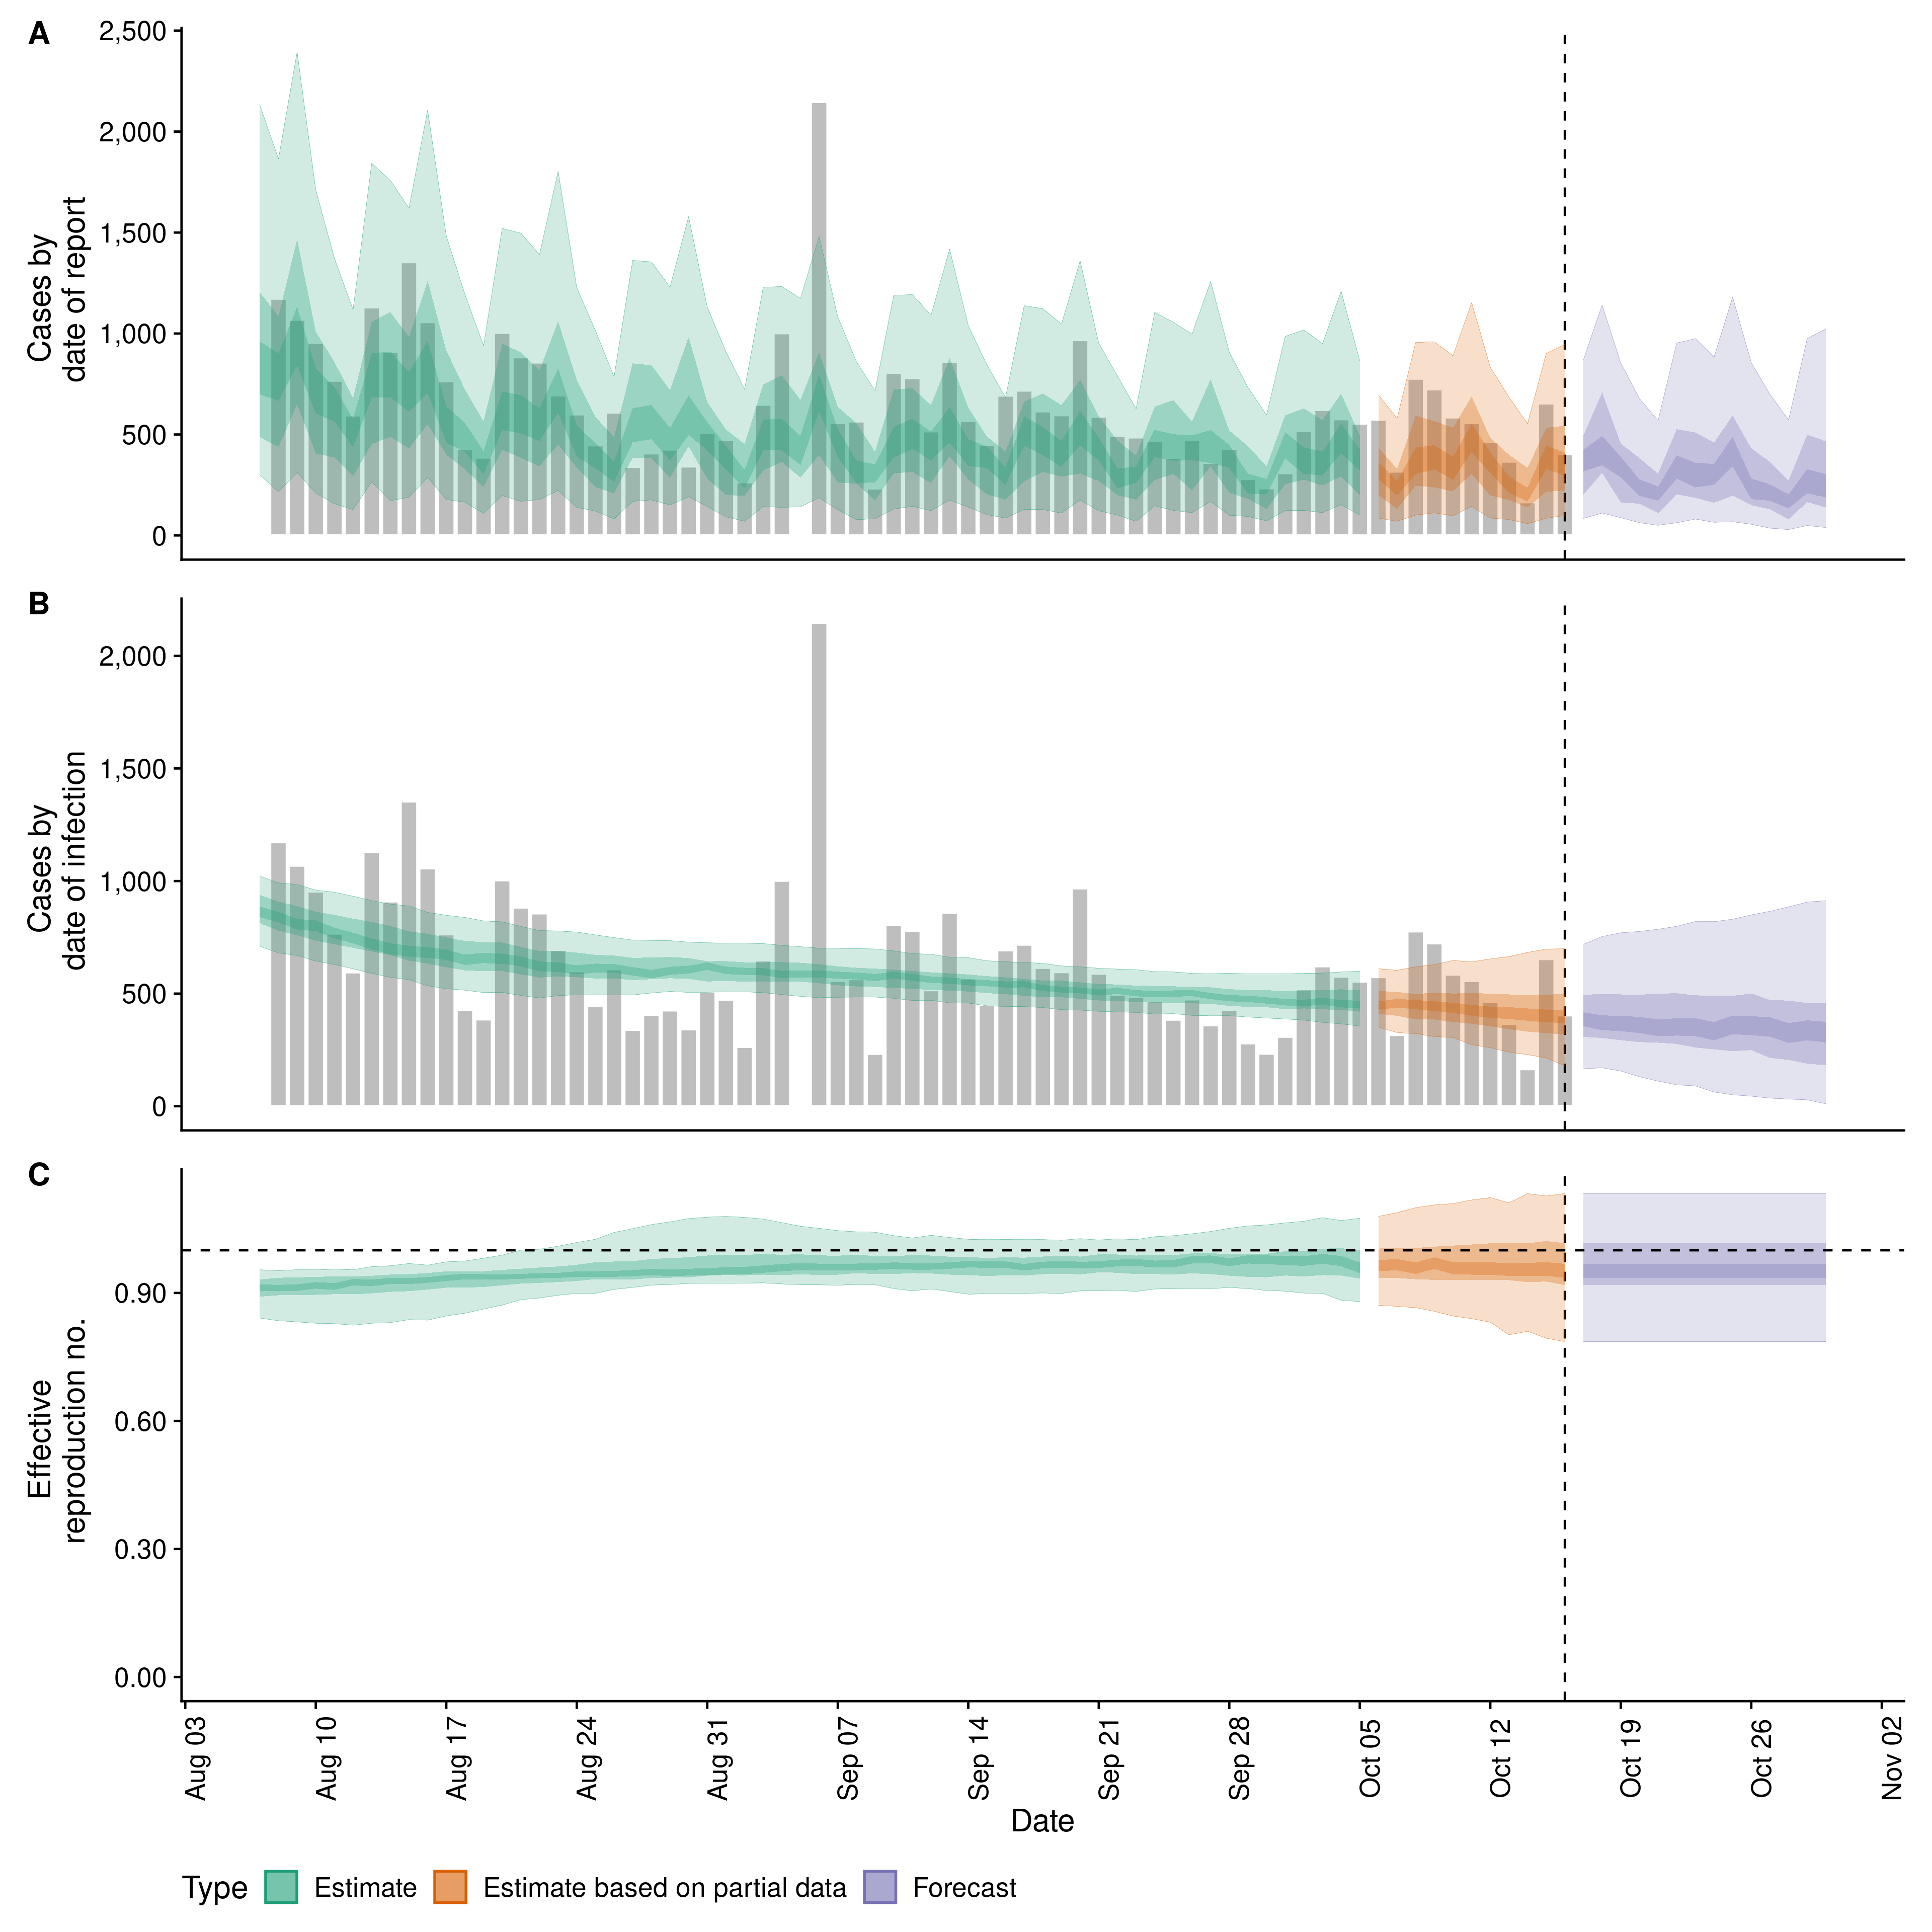 A
Cases by
date of report
2,500
2,000
1,500
1,000
500
0
B
Cases by
date of infection
2,000
1,500
1,000
500
0
C
Effective
reproduction no.
0.90
0.60
0.30
0.00
Aug 03
Aug 10
Aug 17
Aug 24
Aug 31
Sep 07
Sep 14
Sep 21
Sep 28
Oct 05
Oct 12
Oct 19
Oct 26
Nov 02
Date
Type Estimate Estimate based on partial data Forecast